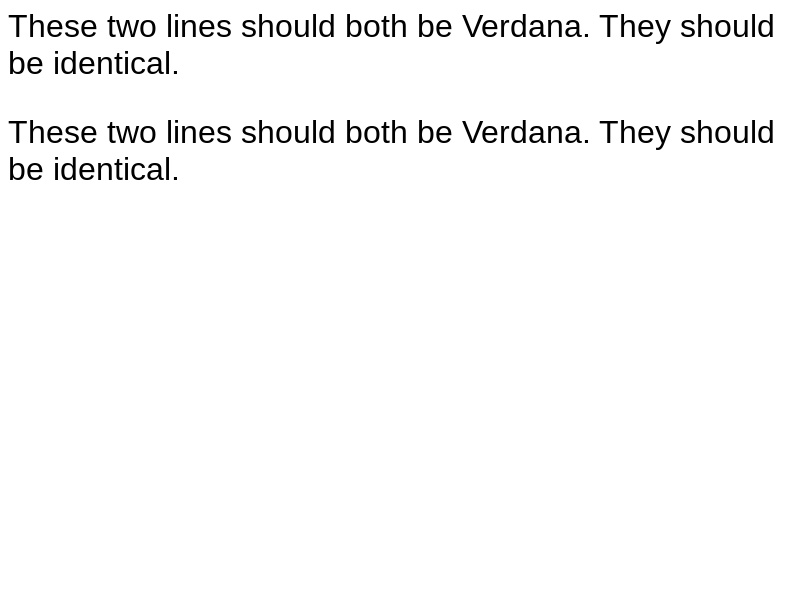 These two lines should both be Verdana. They should
be identical.
These two lines should both be Verdana. They should
be identical.